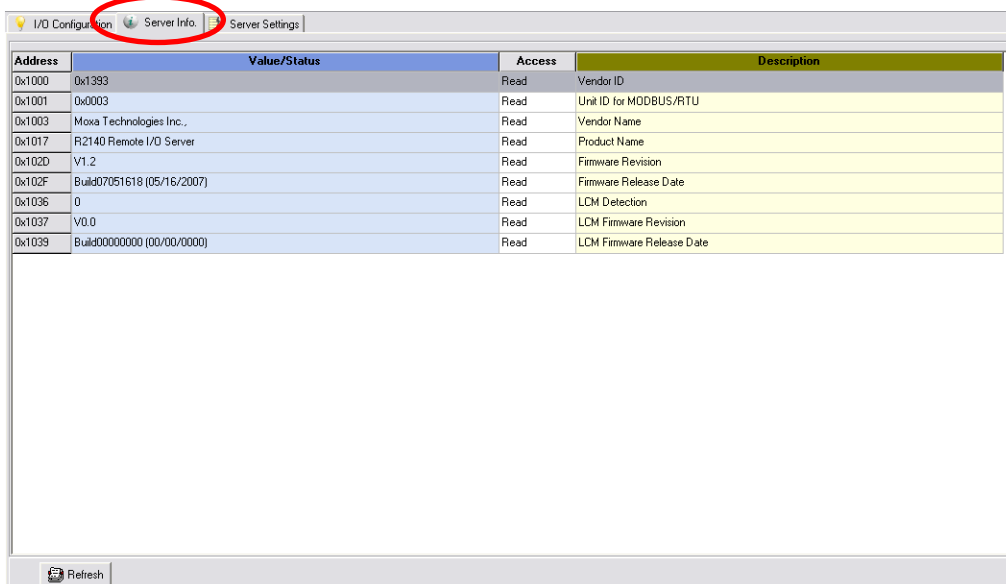 I/O Configuration Server Info. Server Settings
Address Value/Status Access Description
0x1000 0x1393 Read Vendor ID
0x1001 0x0003 Read Unit ID for MODBUS/RTU
0x1003 Moxa Technologies Inc., Read Vendor Name
0x1017 R2140 Remote I/O Server Read Product Name
0x102D V1.2 Read Firmware Revision
0x102F Build07051618 (05/16/2007) Read Firmware Release Date
0x1036 0 Read LCM Detection
0x1037 V0.0 Read LCM Firmware Revision
0x1039 Build00000000 (00/00/0000) Read LCM Firmware Release Date
Refresh